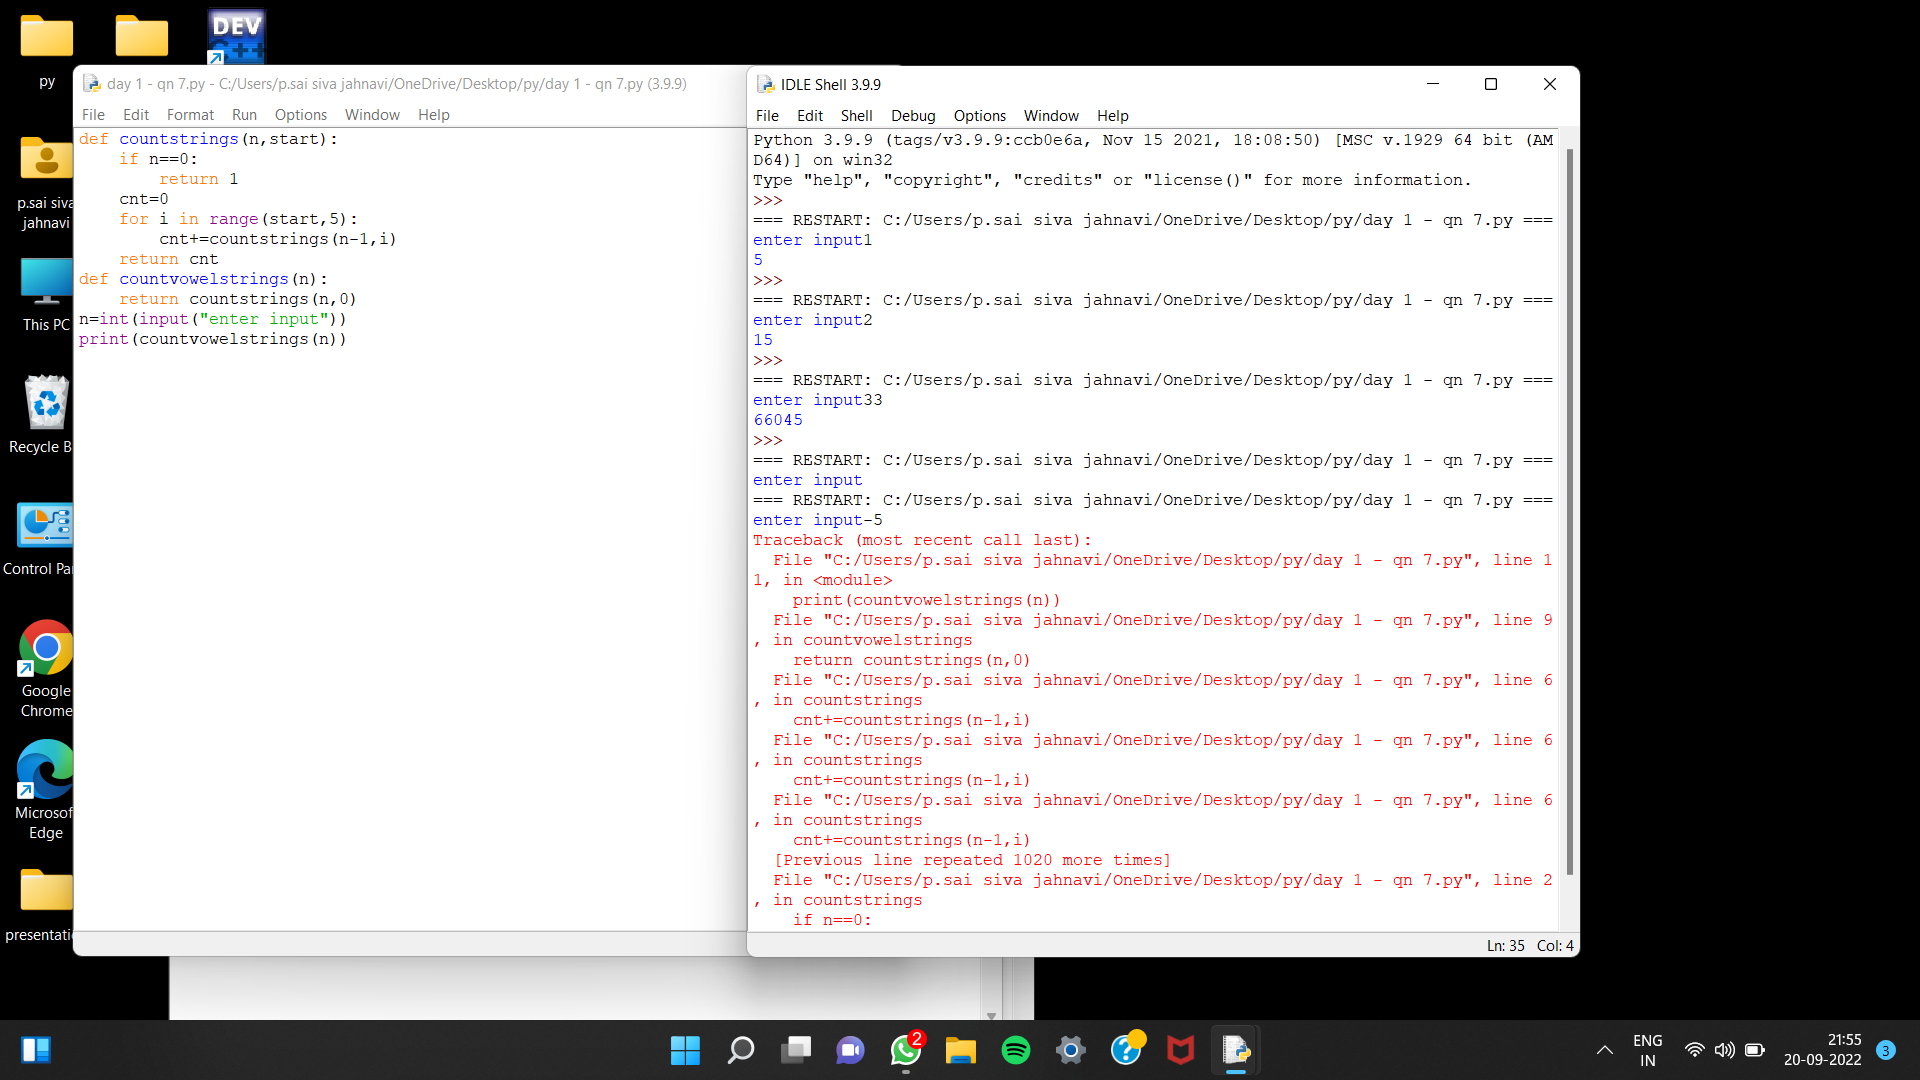 DEV
C++
py
p.sai siva
jahnavi
This PC
Recycle B
Control Pa
Google
Chrome
Microsof
Edge
presentati
day 1 - qn 7.py - C:/Users/p.sai siva jahnavi/OneDrive/Desktop/py/day 1 - qn 7.py (3.9.9)
File Edit Format Run Options Window Help
def countstrings(n,start):
    if n==0:
        return 1
    cnt=0
    for i in range(start,5):
        cnt+=countstrings(n-1,i)
    return cnt
def countvowelstrings(n):
    return countstrings(n,0)
n=int(input("enter input"))
print(countvowelstrings(n))
IDLE Shell 3.9.9
File Edit Shell Debug Options Window Help
Python 3.9.9 (tags/v3.9.9:ccb0e6a, Nov 15 2021, 18:08:50) [MSC v.1929 64 bit (AM
D64)] on win32
Type "help", "copyright", "credits" or "license()" for more information.
>>>
=== RESTART: C:/Users/p.sai siva jahnavi/OneDrive/Desktop/py/day 1 - qn 7.py ===
enter input1
5
>>>
=== RESTART: C:/Users/p.sai siva jahnavi/OneDrive/Desktop/py/day 1 - qn 7.py ===
enter input2
15
>>>
=== RESTART: C:/Users/p.sai siva jahnavi/OneDrive/Desktop/py/day 1 - qn 7.py ===
enter input33
66045
>>>
=== RESTART: C:/Users/p.sai siva jahnavi/OneDrive/Desktop/py/day 1 - qn 7.py ===
enter input
=== RESTART: C:/Users/p.sai siva jahnavi/OneDrive/Desktop/py/day 1 - qn 7.py ===
enter input-5
Traceback (most recent call last):
  File "C:/Users/p.sai siva jahnavi/OneDrive/Desktop/py/day 1 - qn 7.py", line 1
1, in <module>
    print(countvowelstrings(n))
  File "C:/Users/p.sai siva jahnavi/OneDrive/Desktop/py/day 1 - qn 7.py", line 9
, in countvowelstrings
    return countstrings(n,0)
  File "C:/Users/p.sai siva jahnavi/OneDrive/Desktop/py/day 1 - qn 7.py", line 6
, in countstrings
    cnt+=countstrings(n-1,i)
  File "C:/Users/p.sai siva jahnavi/OneDrive/Desktop/py/day 1 - qn 7.py", line 6
, in countstrings
    cnt+=countstrings(n-1,i)
  File "C:/Users/p.sai siva jahnavi/OneDrive/Desktop/py/day 1 - qn 7.py", line 6
, in countstrings
    cnt+=countstrings(n-1,i)
  [Previous line repeated 1020 more times]
  File "C:/Users/p.sai siva jahnavi/OneDrive/Desktop/py/day 1 - qn 7.py", line 2
, in countstrings
    if n==0:
Ln: 35 Col: 4
2
ENG
IN
21:55
20-09-2022
3